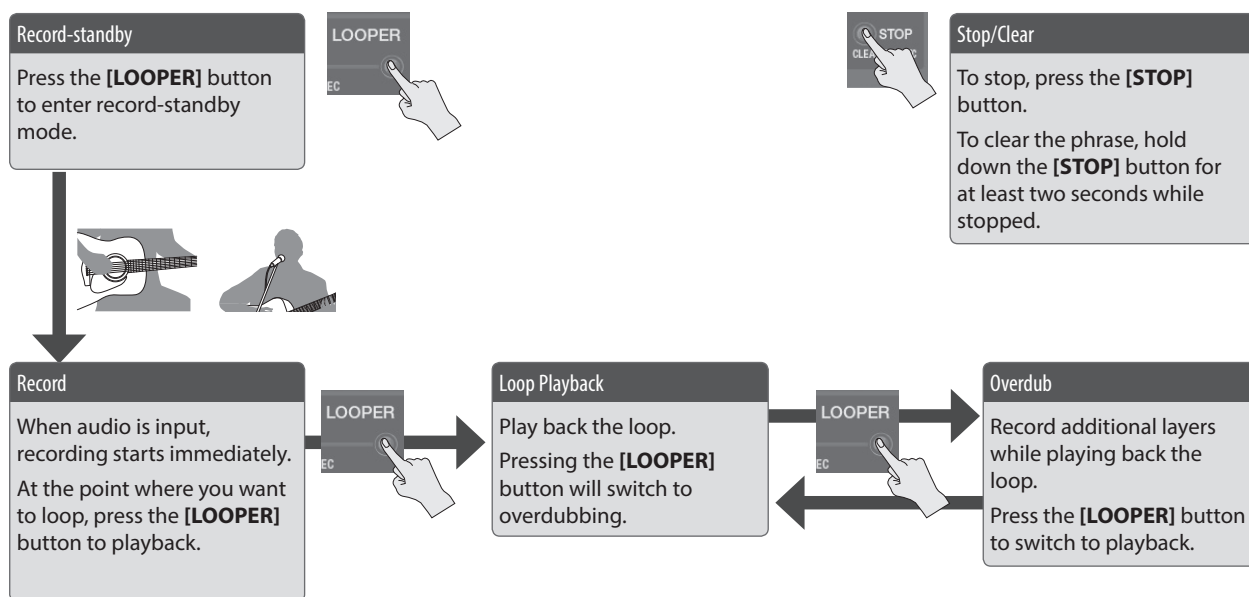 Record-standby
Press the [LOOPER] button
to enter record-standby
mode.
LOOPER
EC
STOP
CLEA
C
Stop/Clear
To stop, press the [STOP]
button.
To clear the phrase, hold
down the [STOP] button for
at least two seconds while
stopped.
Record
When audio is input,
recording starts immediately.
At the point where you want
to loop, press the [LOOPER]
button to playback.
LOOPER
EC
Loop Playback
Play back the loop.
Pressing the [LOOPER]
button will switch to
overdubbing.
LOOPER
EC
Overdub
Record additional layers
while playing back the
loop.
Press the [LOOPER] button
to switch to playback.